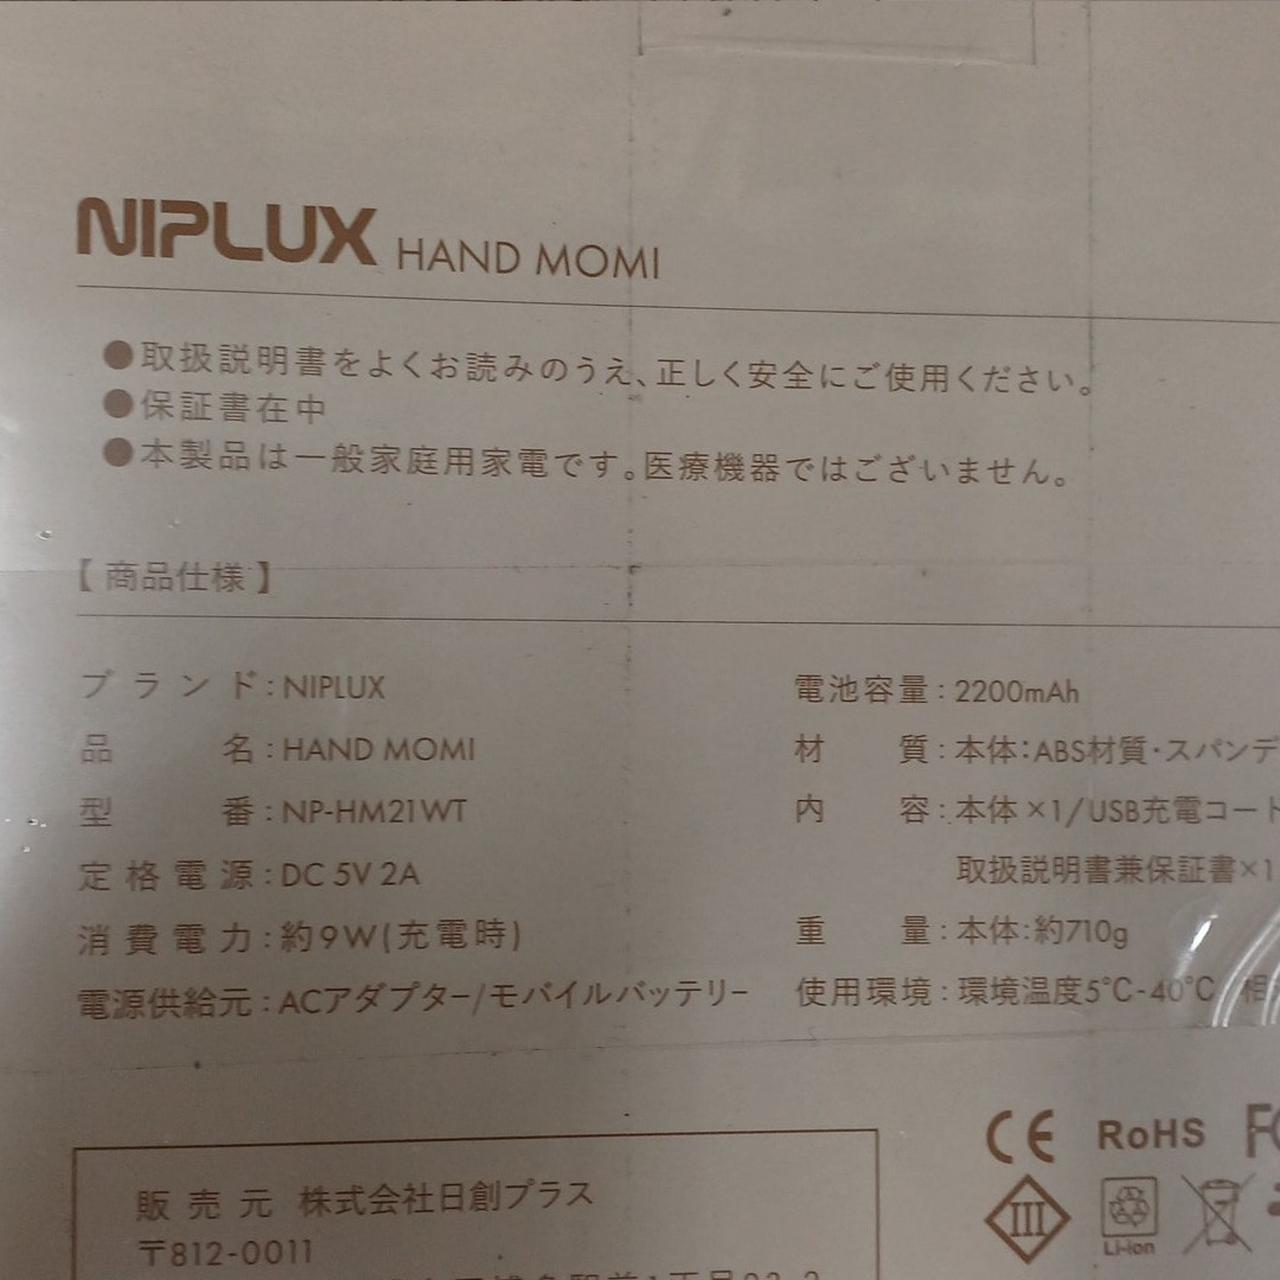 NIPLUX HAND MOMI
●取扱説明書をよくお読みのうえ、正しく安全にご使用ください。
●保証書在中
●本製品は一般家庭用家電です。医療機器ではございません。
【商品仕様】
ブランド:NIPLUX
品名:HAND MOMI
型番:NP-HM21WT
定格電源:DC 5V 2A
消費電力:約9W(充電時)
電源供給元:ACアダプター/モバイルバッテリー
電池容量:2200mAh
材質:本体:ABS材質・スパンデ
内容:本体×1/USB充電コート
取扱説明書兼保証書×1
重量:本体:約710g
使用環境:環境温度5°C-40°C 相
販売元 株式会社日創プラス
〒812-0011
CE RoHS FC
III Li-ion